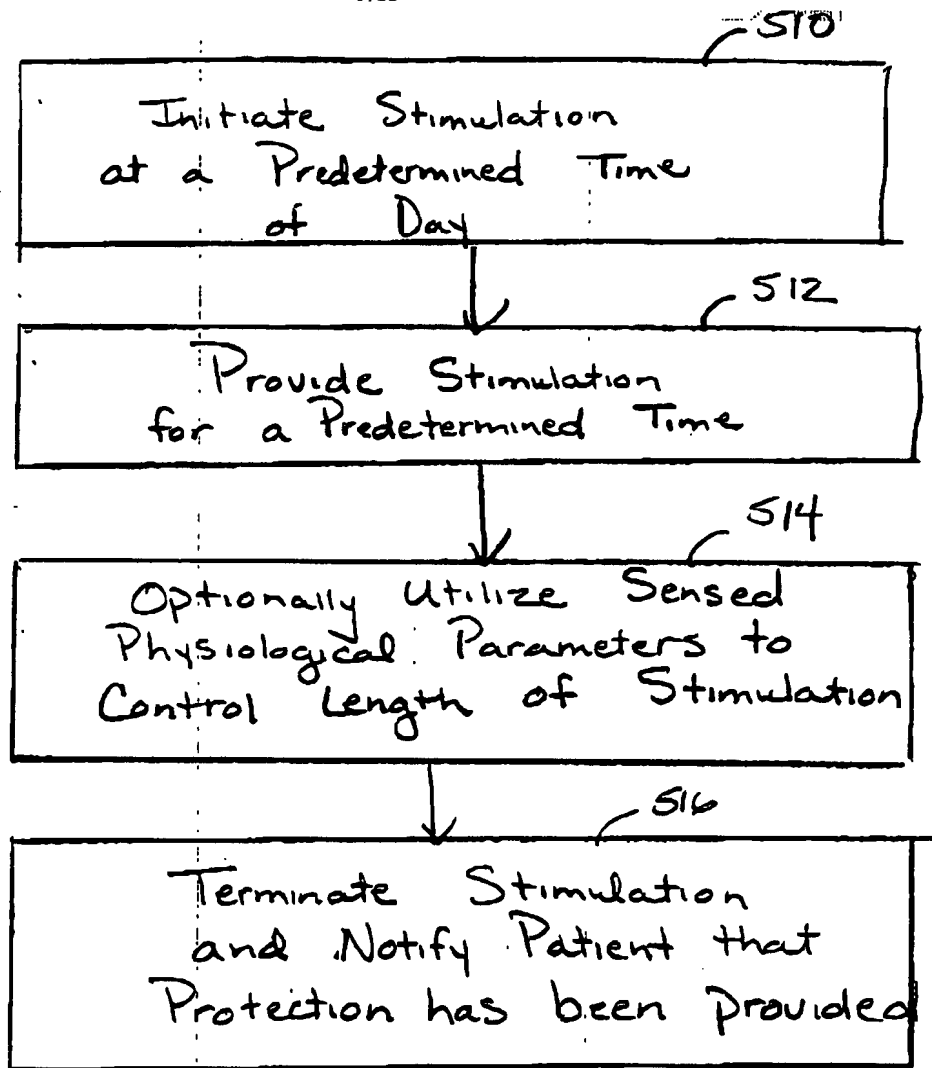 510
Initiate Stimulation
at a Predetermined Time
of Day
512
Provide Stimulation
for a Predetermined Time
514
Optionally Utilize Sensed
Physiological Parameters to
Control Length of Stimulation
516
Terminate Stimulation
and Notify Patient that
Protection has been provided